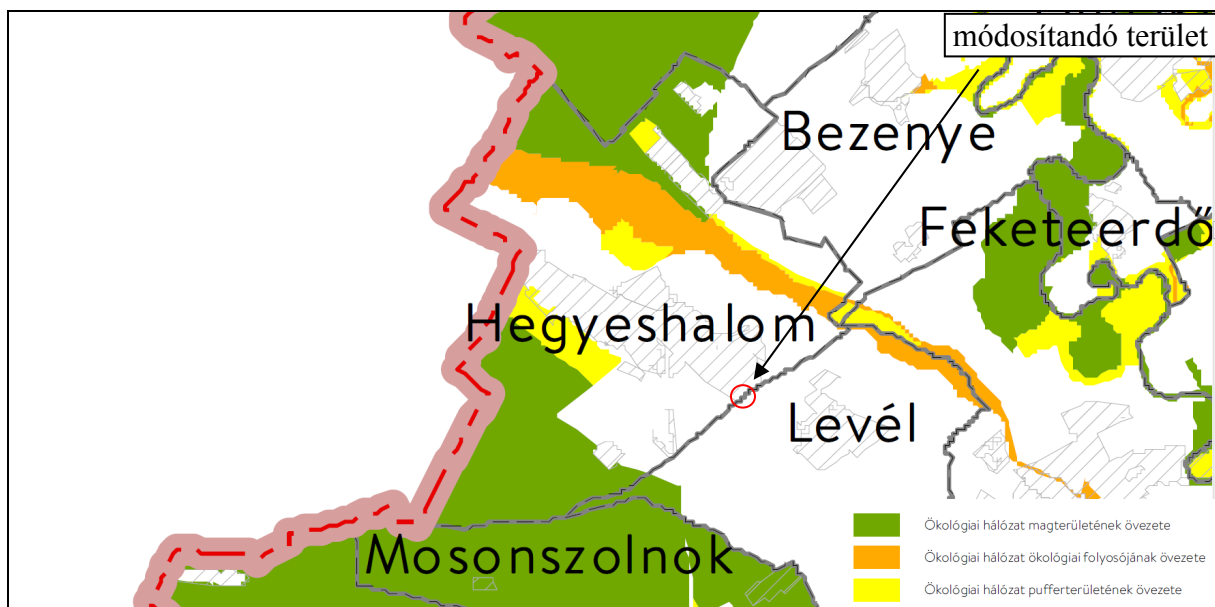 módosítandó terület
Bezenye
Feketeerdő
Hegyeshalom
Levél
Mosonszolnok
Ökológiai hálózat magterületének övezete
Ökológiai hálózat ökológiai folyosójának övezete
Ökológiai hálózat pufferterületének övezete